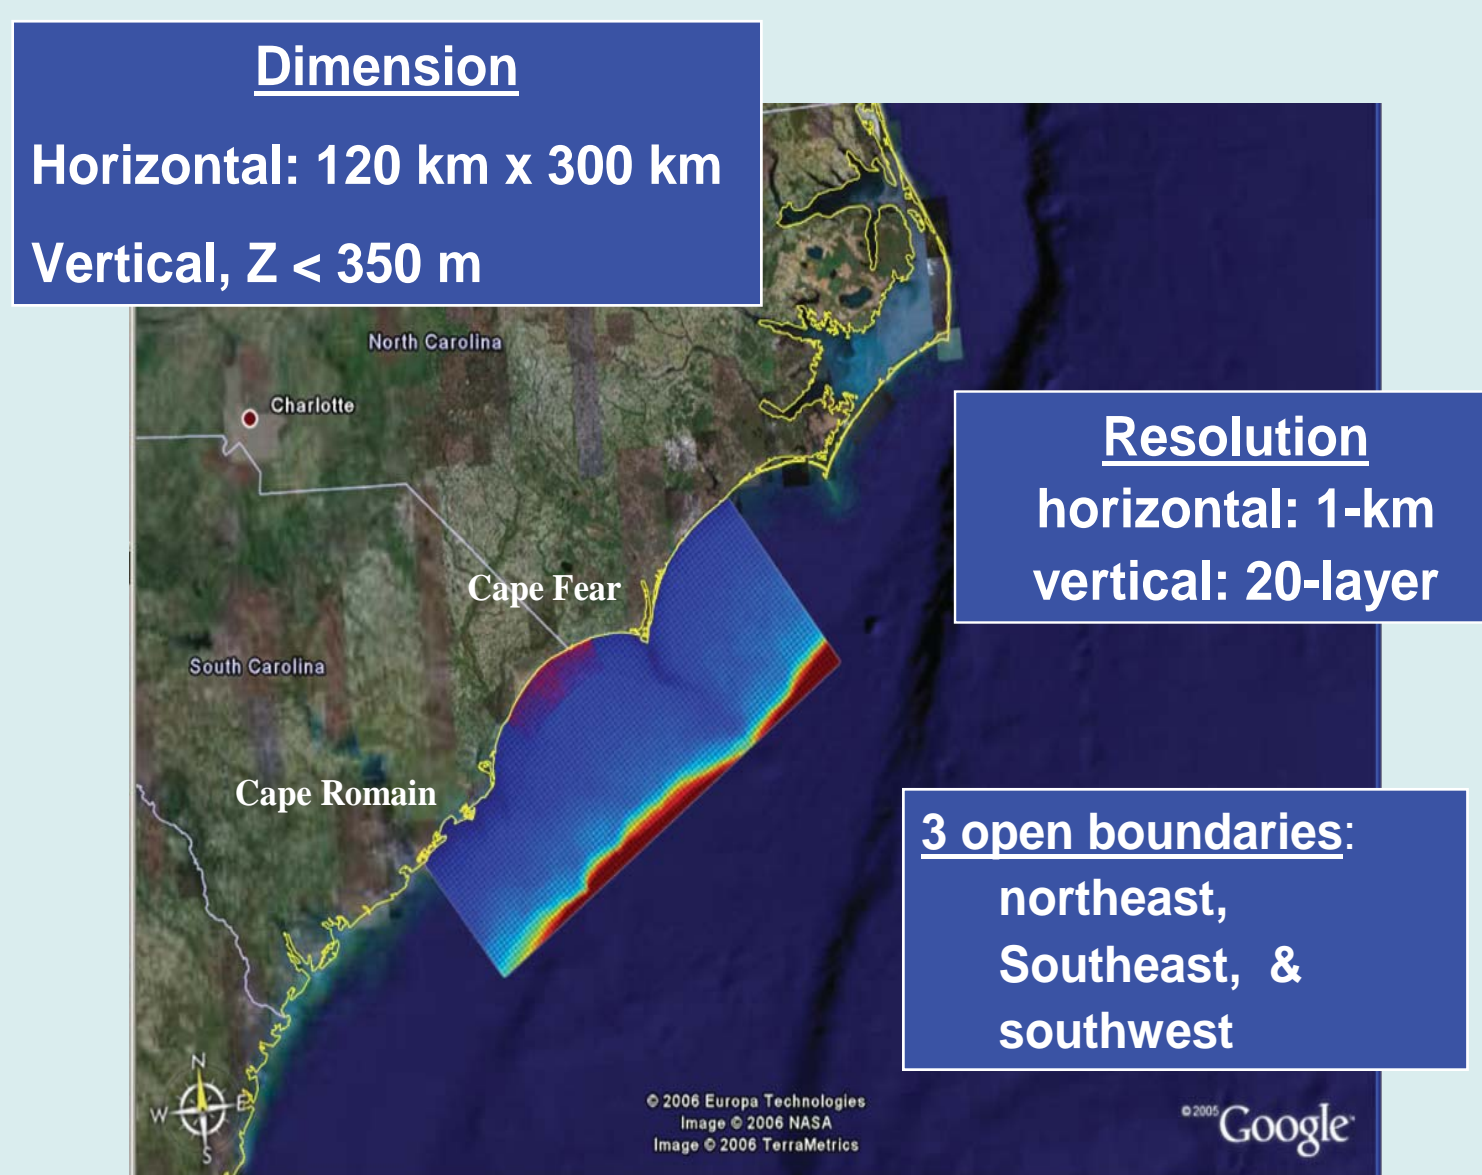 Dimension
Horizontal: 120 km x 300 km
Vertical, Z < 350 m
North Carolina
Charlotte
Resolution
horizontal: 1-km
vertical: 20-layer
Cape Fear
South Carolina
Cape Romain
3 open boundaries:
northeast,
Southeast, &
southwest
N
W E
S
© 2006 Europa Technologies
Image © 2006 NASA
Image © 2006 TerraMetrics
© 2005 Google™